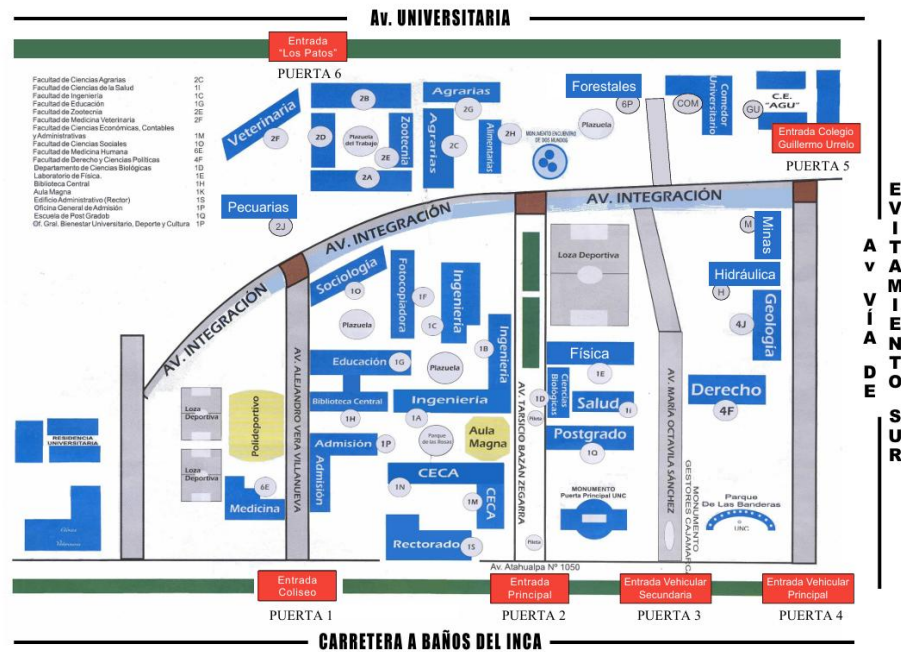 Av. UNIVERSITARIA
Entrada
"Los Patos"
PUERTA 6
Facultad de Ciencias Agrarias 2C
Facultad de Ciencias de la Salud 1I
Facultad de Ingeniería 1C
Facultad de Educación 1G
Facultad de Zootecnia 2E
Facultad de Medicina Veterinaria 2F
Facultad de Ciencias Económicas, Contables
y Administrativas 1M
Facultad de Ciencias Sociales 1O
Facultad de Medicina Humana 6E
Facultad de Derecho y Ciencias Políticas 4F
Departamento de Ciencias Biológicas 1D
Laboratorio de Física. 1E
Biblioteca Central 1H
Aula Magna 1K
Edificio Administrativo (Rector) 1S
Oficina General de Admisión 1P
Escuela de Post Gradob 1Q
Of. Gral. Bienestar Universitario, Deporte y Cultura 1P
Veterinaria
2F
2B
2D
Plazuela
del Trabajo
Zootecnia
2E
2A
Agrarias
2G
Agrarias
2C
Alimentarias
2H
MONUMENTO ENCUENTRO
DE DOS MUNDOS
Forestales
6P
Plazuela
COM
Comedor
Universitario
GU
C.E.
"AGU"
Entrada Colegio
Guillermo Urrelo
PUERTA 5
Pecuarias
2J
AV. INTEGRACIÓN
AV. INTEGRACIÓN
AV. INTEGRACIÓN
Av VÍA DE
EVITAMIENTO SUR
Sociología
1O
Fotocopiadora
1F
Ingeniería
1C
Plazuela
Ingeniería
1B
Educación
1G
Plazuela
Biblioteca Central
1H
Ingeniería
1A
Admisión
1P
Admisión
Parque
de las Rosas
Aula
Magna
CECA
1N
1M
CECA
Rectorado
1S
Loza Deportiva
M
Minas
Hidráulica
H
4J
Geología
Física
1E
Ciencias
Biológicas
1D
Salud
1I
Pileta
Postgrado
1Q
Derecho
4F
MONUMENTO
Puerta Principal UNC
Pileta
MONUMENTO
GESTORES CAJAMARCA
Parque
De Las Banderas
UNC
Loza
Deportiva
Polideportivo
Loza
Deportiva
6E
Medicina
RESIDENCIA
UNIVERSITARIA
AV. ALEJANDRO VERA VILLANUEVA
AV. TARSICIO BAZÁN ZEGARRA
AV. MARÍA OCTAVILA SÁNCHEZ
Av. Atahualpa Nº 1050
Entrada
Coliseo
PUERTA 1
Entrada
Principal
PUERTA 2
Entrada Vehicular
Secundaria
PUERTA 3
Entrada Vehicular
Principal
PUERTA 4
CARRETERA A BAÑOS DEL INCA